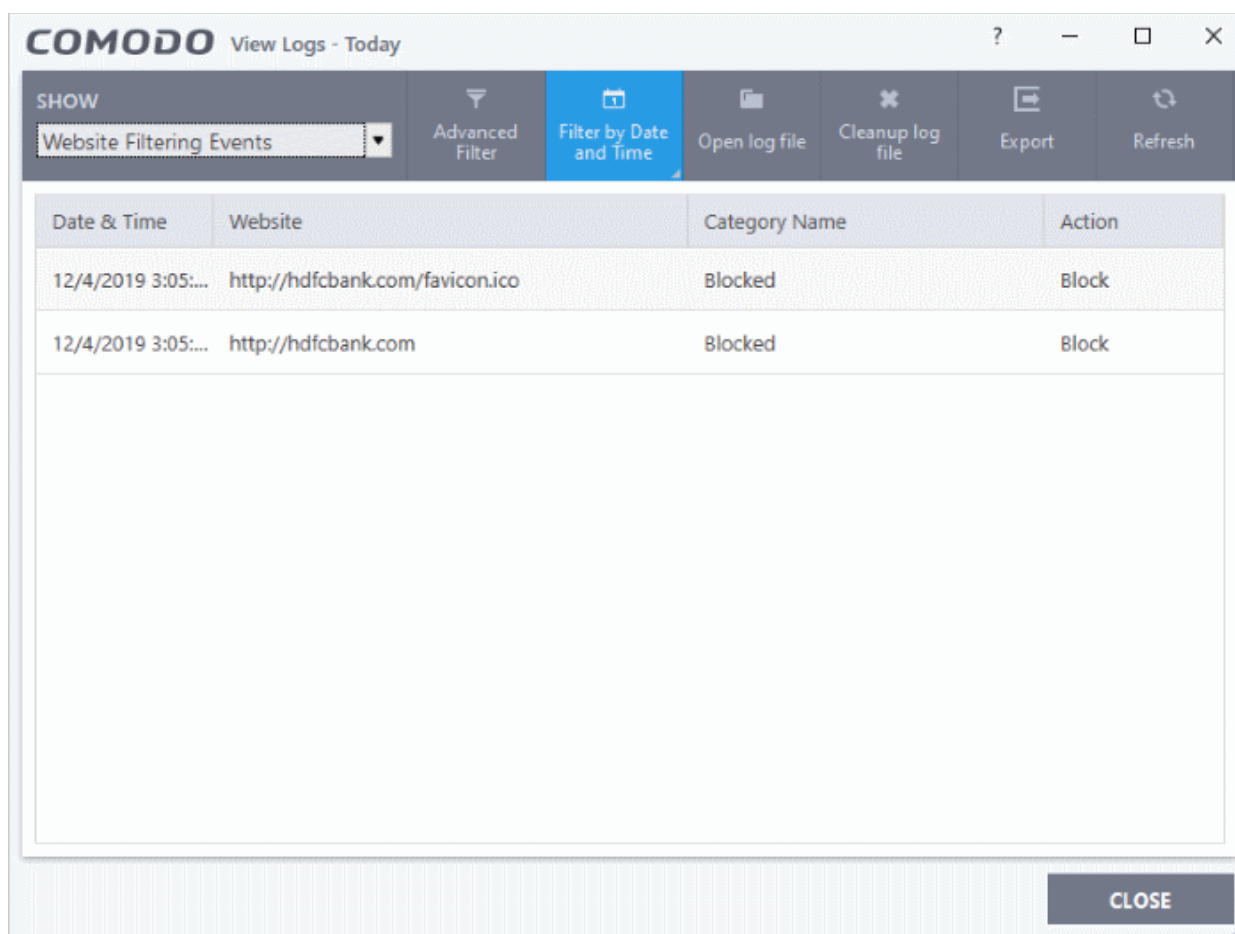 COMODO View Logs - Today
?
SHOW
Website Filtering Events
Advanced
Filter
Filter by Date
and Time
Open log file
Cleanup log
file
Export
Refresh
Date & Time Website Category Name Action
12/4/2019 3:05:... http://hdfcbank.com/favicon.ico Blocked Block
12/4/2019 3:05:... http://hdfcbank.com Blocked Block
CLOSE